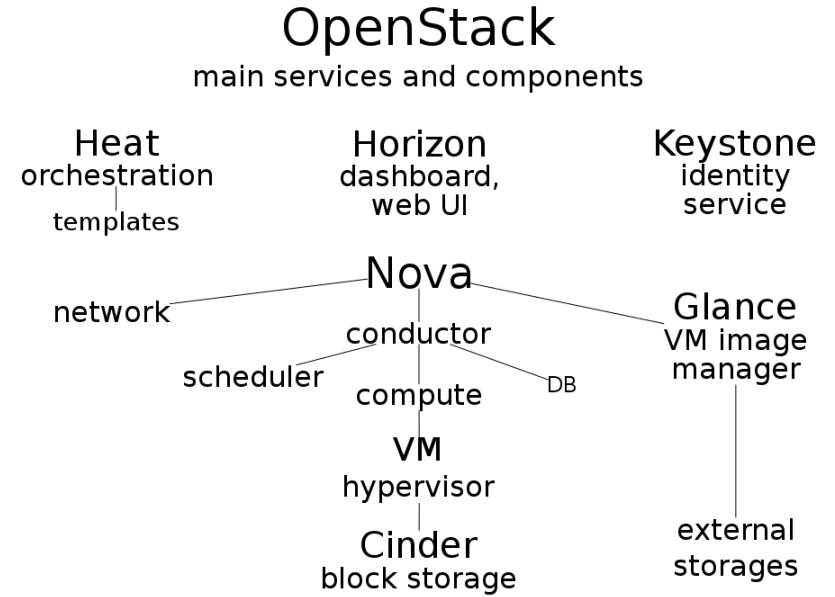 OpenStack
main services and components
Heat
orchestration
templates
Horizon
dashboard,
web UI
Keystone
identity
service
Nova
network
conductor
scheduler
compute
DB
VM
hypervisor
Cinder
block storage
Glance
VM image
manager
external
storages